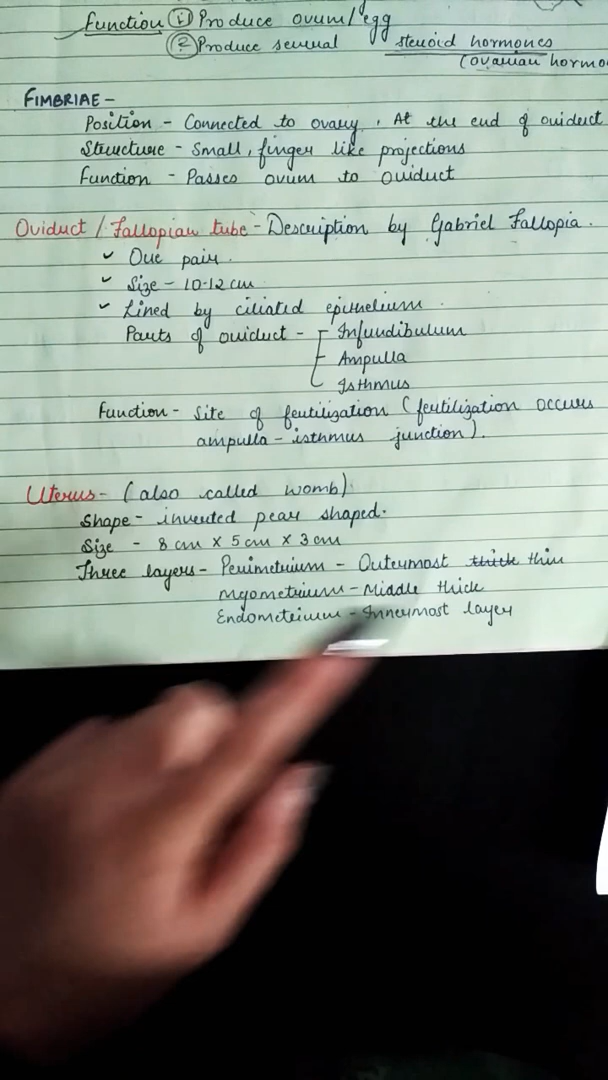 Function ① Produce ovum/egg
② Produce several steroid hormones
(ovarian hormo
FIMBRIAE -
Position - Connected to ovary, At the end of oviduct
Structure - Small, finger like projections
Function - Passes ovum to oviduct
Oviduct / Fallopian tube - Description by Gabriel Fallopia.
✓ One pair.
✓ Size - 10-12 cm
✓ Lined by ciliated epithelium.
Parts of oviduct - Infundibulum
Ampulla
Isthmus
Function - Site of fertilization (fertilization occurs
ampulla - isthmus junction).
Uterus - (also called womb)
Shape - inverted pear shaped.
Size - 8 cm x 5 cm x 3 cm
Three layers - Perimetrium - Outermost thick thin
Myometrium - Middle thick
Endometrium - Innermost layer